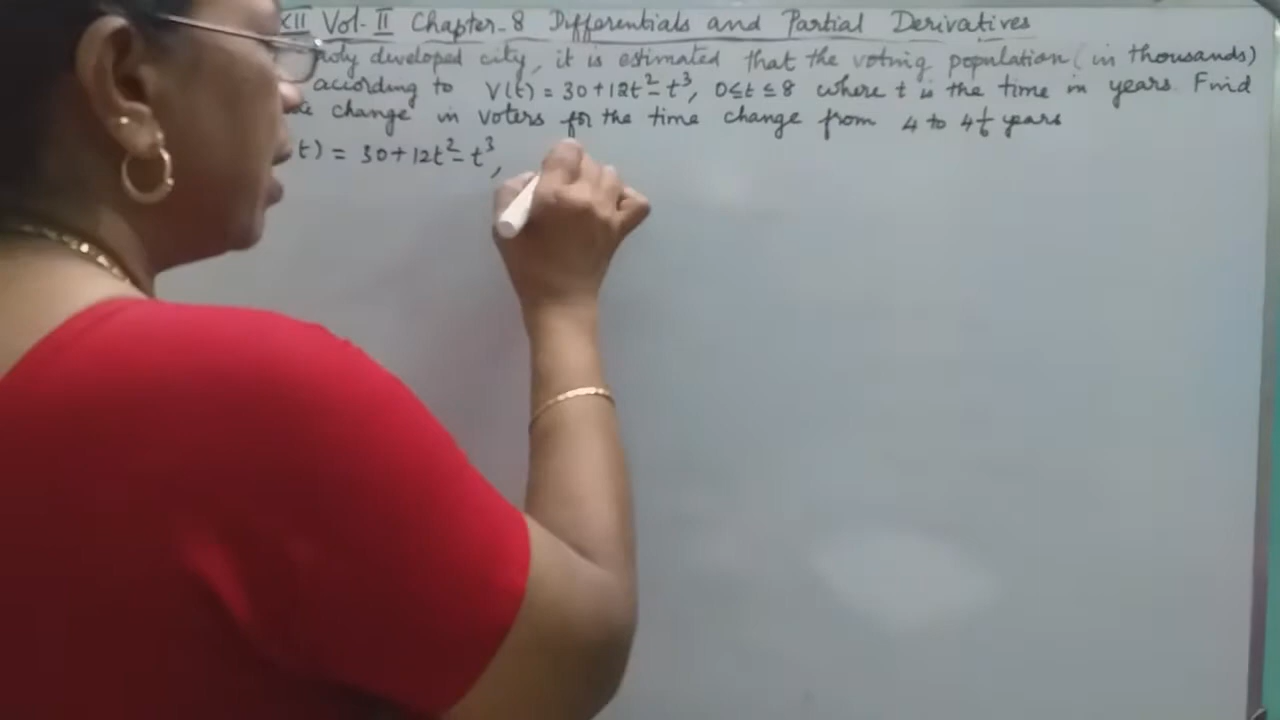 XII Vol-II Chapter-8 Differentials and Partial Derivatives
developed city, it is estimated that the voting population (in thousands)
according to V(t) = 30+12t²-t³, 0≤t≤8 where t is the time in years. Find
change in voters for the time change from 4 to 4⅙ years
t) = 30+12t²-t³,